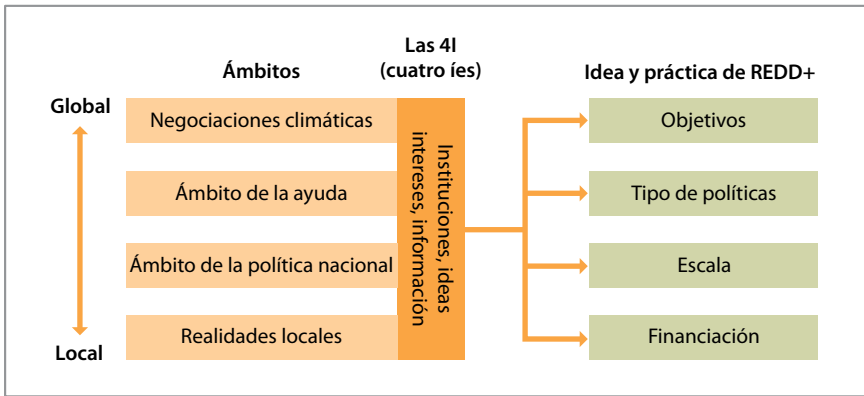 Las 4I
(cuatro íes)
Ámbitos
Idea y práctica de REDD+
Global
Negociaciones climáticas
Ámbito de la ayuda
Ámbito de la política nacional
Realidades locales
Local
Instituciones, ideas
intereses, información
Objetivos
Tipo de políticas
Escala
Financiación